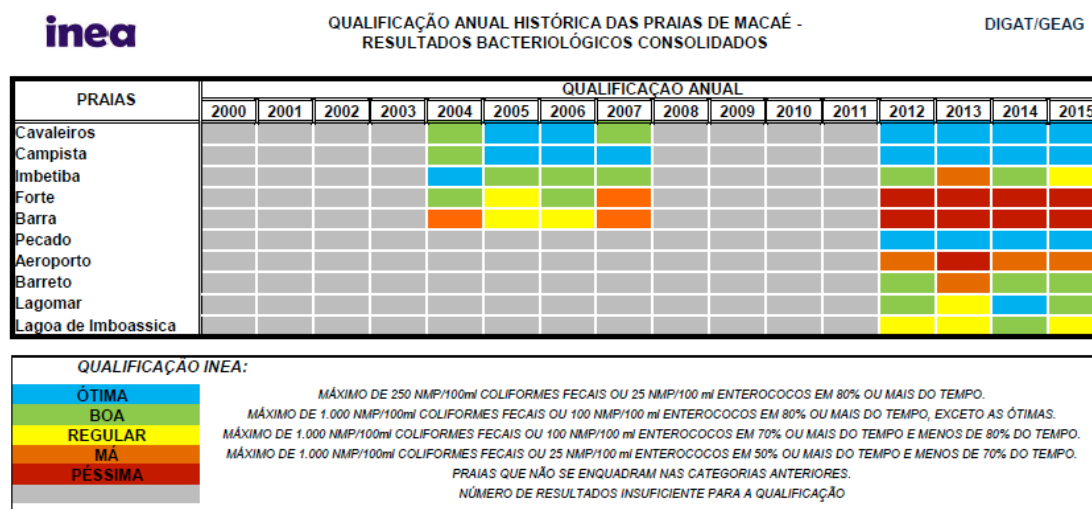 inea
QUALIFICAÇÃO ANUAL HISTÓRICA DAS PRAIAS DE MACAÉ -
RESULTADOS BACTERIOLÓGICOS CONSOLIDADOS
DIGAT/GEAG
PRAIAS
QUALIFICAÇAO ANUAL
2000 2001 2002 2003 2004 2005 2006 2007 2008 2009 2010 2011 2012 2013 2014 2015
Cavaleiros
Campista
Imbetiba
Forte
Barra
Pecado
Aeroporto
Barreto
Lagomar
Lagoa de Imboassica
QUALIFICAÇÃO INEA:
ÓTIMA MÁXIMO DE 250 NMP/100ml COLIFORMES FECAIS OU 25 NMP/100 ml ENTEROCOCOS EM 80% OU MAIS DO TEMPO.
BOA MÁXIMO DE 1.000 NMP/100ml COLIFORMES FECAIS OU 100 NMP/100 ml ENTEROCOCOS EM 80% OU MAIS DO TEMPO, EXCETO AS ÓTIMAS.
REGULAR MÁXIMO DE 1.000 NMP/100ml COLIFORMES FECAIS OU 100 NMP/100 ml ENTEROCOCOS EM 70% OU MAIS DO TEMPO E MENOS DE 80% DO TEMPO.
MÁ MÁXIMO DE 1.000 NMP/100ml COLIFORMES FECAIS OU 25 NMP/100 ml ENTEROCOCOS EM 50% OU MAIS DO TEMPO E MENOS DE 70% DO TEMPO.
PÉSSIMA PRAIAS QUE NÃO SE ENQUADRAM NAS CATEGORIAS ANTERIORES.
NÚMERO DE RESULTADOS INSUFICIENTE PARA A QUALIFICAÇÃO